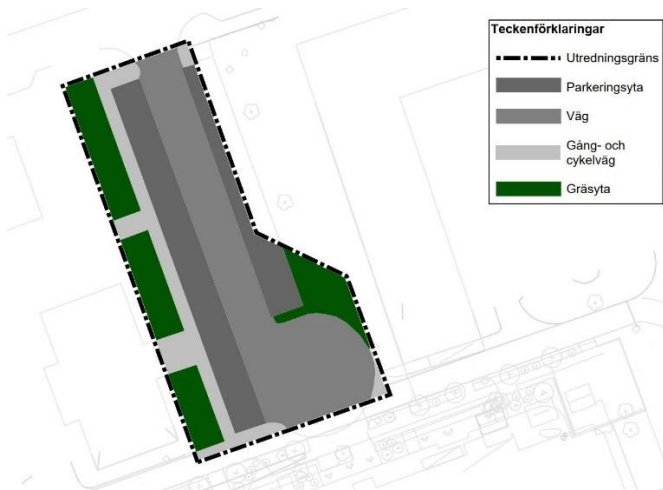 Teckenförklaringar
Utredningsgräns
Parkeringsyta
Väg
Gång- och
cykelväg
Gräsyta